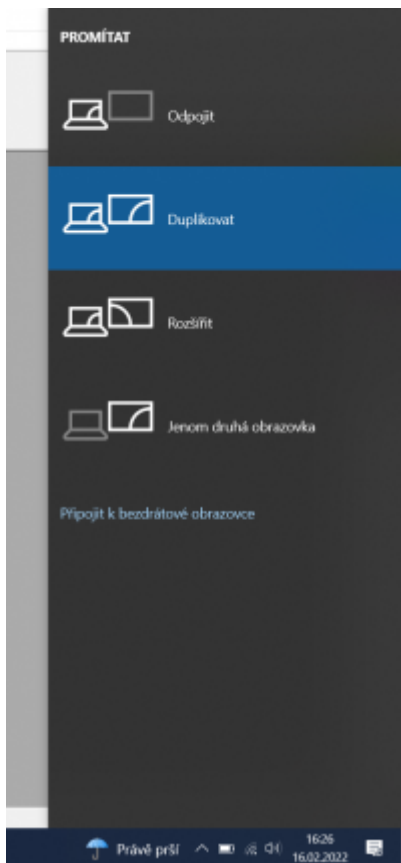 PROMÍTAT
Odpojit
Duplikovat
Rozšířit
Jenom druhá obrazovka
Připojit k bezdrátové obrazovce
Právě prší
16:26
16.02.2022